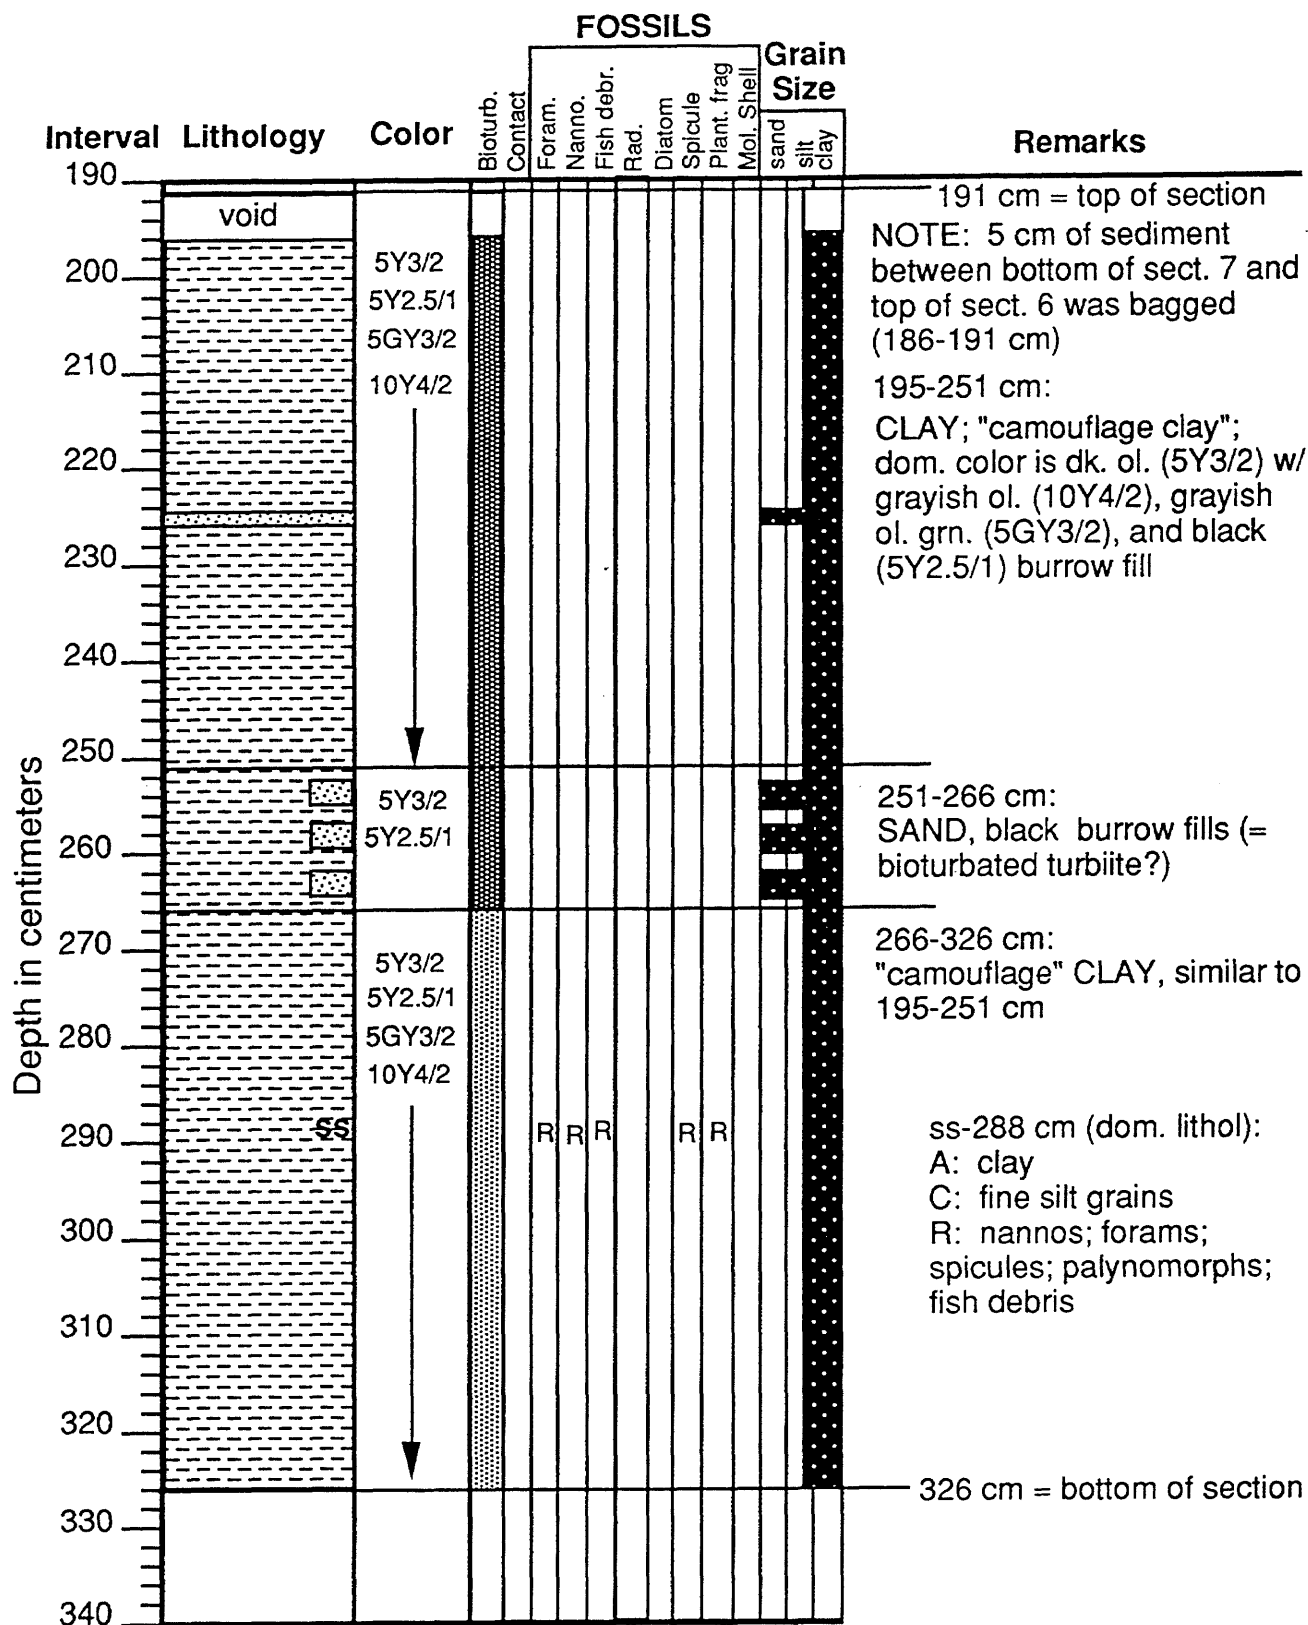 FOSSILS
Grain
Size
Interval Lithology Color
Bioturb.
Contact
Foram.
Nanno.
Fish debr.
Rad.
Diatom
Spicule
Plant. frag
Mol. Shell
sand
silt
clay
Remarks
Depth in centimeters
190
200
210
220
230
240
250
260
270
280
290
300
310
320
330
340
void
5Y3/2
5Y2.5/1
5GY3/2
10Y4/2
5Y3/2
5Y2.5/1
5Y3/2
5Y2.5/1
5GY3/2
10Y4/2
SS
R R R R R
191 cm = top of section
NOTE: 5 cm of sediment
between bottom of sect. 7 and
top of sect. 6 was bagged
(186-191 cm)
195-251 cm:
CLAY; "camouflage clay";
dom. color is dk. ol. (5Y3/2) w/
grayish ol. (10Y4/2), grayish
ol. grn. (5GY3/2), and black
(5Y2.5/1) burrow fill
251-266 cm:
SAND, black burrow fills (=
bioturbated turbiite?)
266-326 cm:
"camouflage" CLAY, similar to
195-251 cm
ss-288 cm (dom. lithol):
A: clay
C: fine silt grains
R: nannos; forams;
spicules; palynomorphs;
fish debris
326 cm = bottom of section